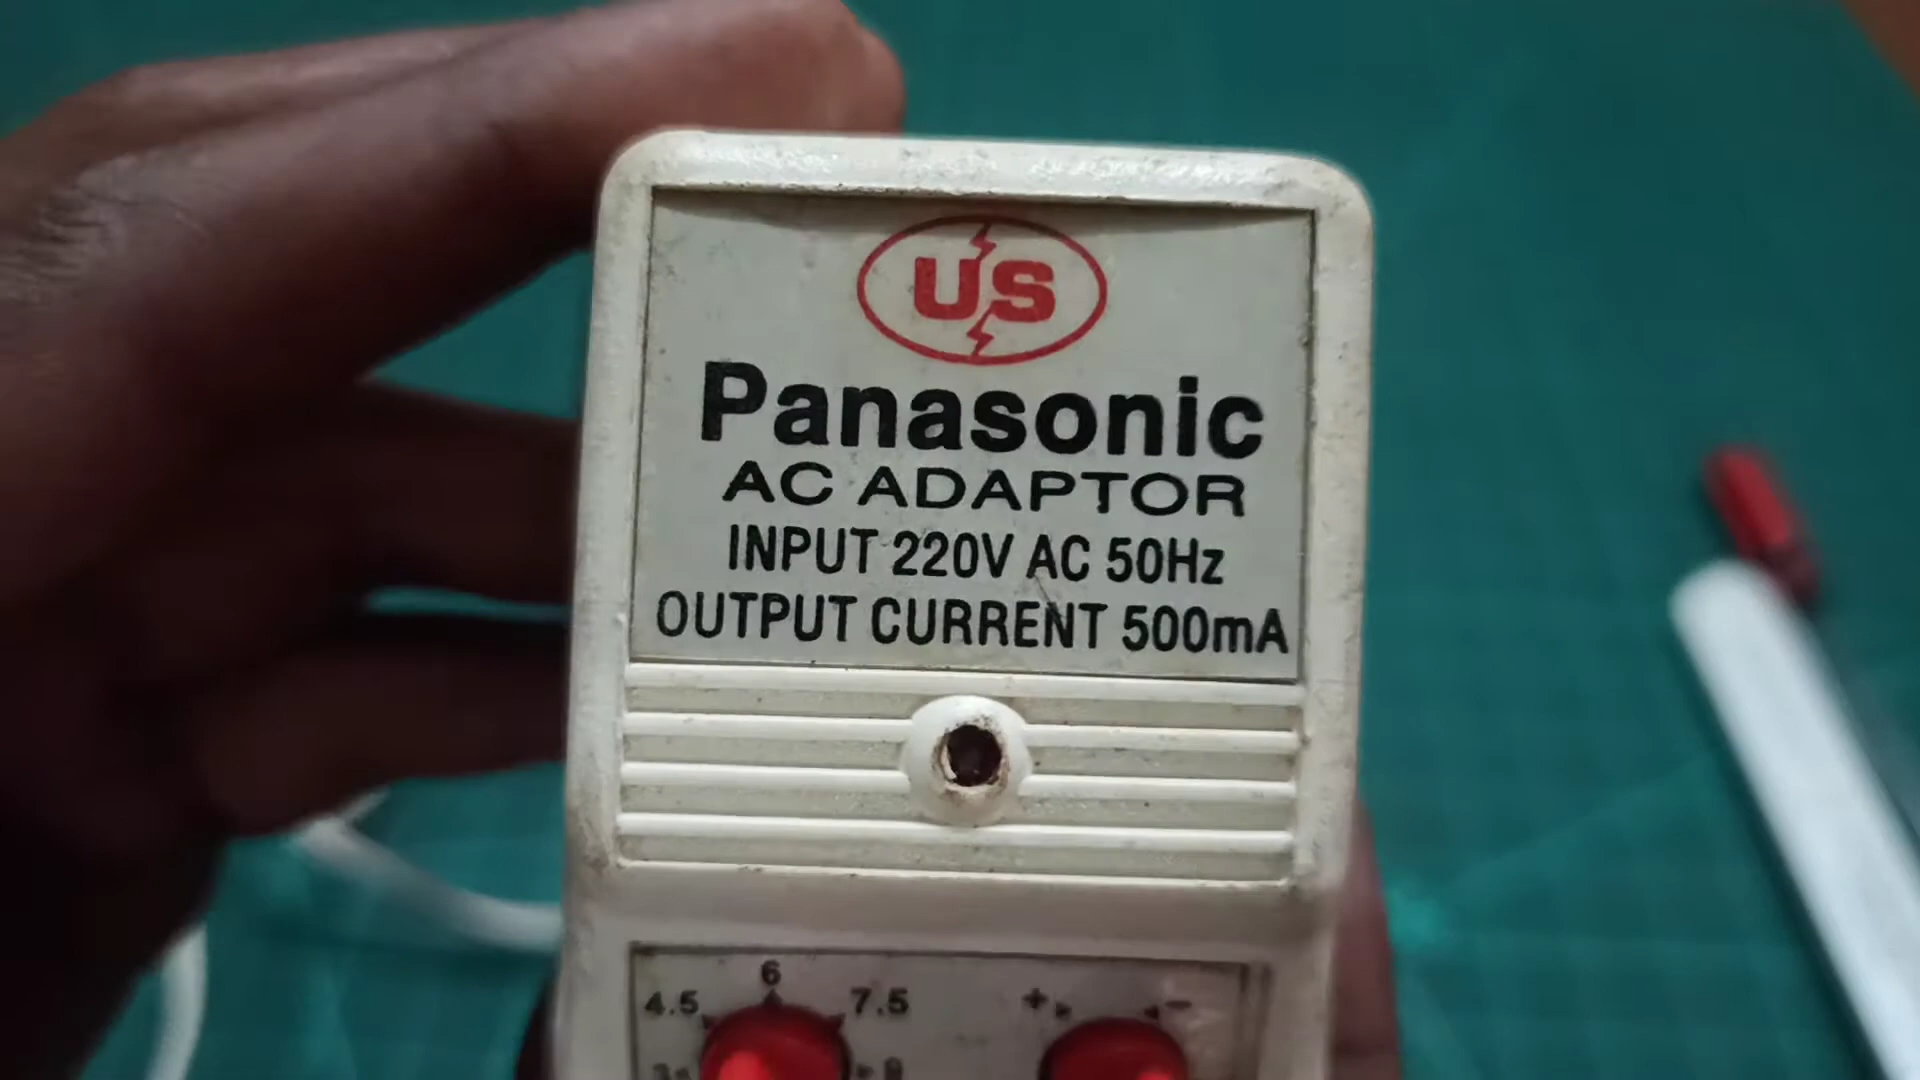 US
Panasonic
AC ADAPTOR
INPUT 220V AC 50Hz
OUTPUT CURRENT 500mA
6
4.5 7.5 + -